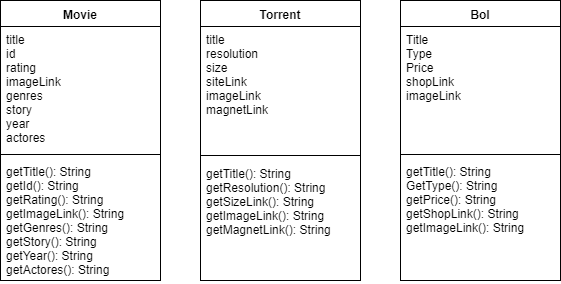 Movie
title
id
rating
imageLink
genres
story
year
actores
getTitle(): String
getId(): String
getRating(): String
getImageLink(): String
getGenres(): String
getStory(): String
getYear(): String
getActores(): String
Torrent
title
resolution
size
siteLink
imageLink
magnetLink
getTitle(): String
getResolution(): String
getSizeLink(): String
getImageLink(): String
getMagnetLink(): String
Bol
Title
Type
Price
shopLink
imageLink
getTitle(): String
GetType(): String
getPrice(): String
getShopLink(): String
getImageLink(): String